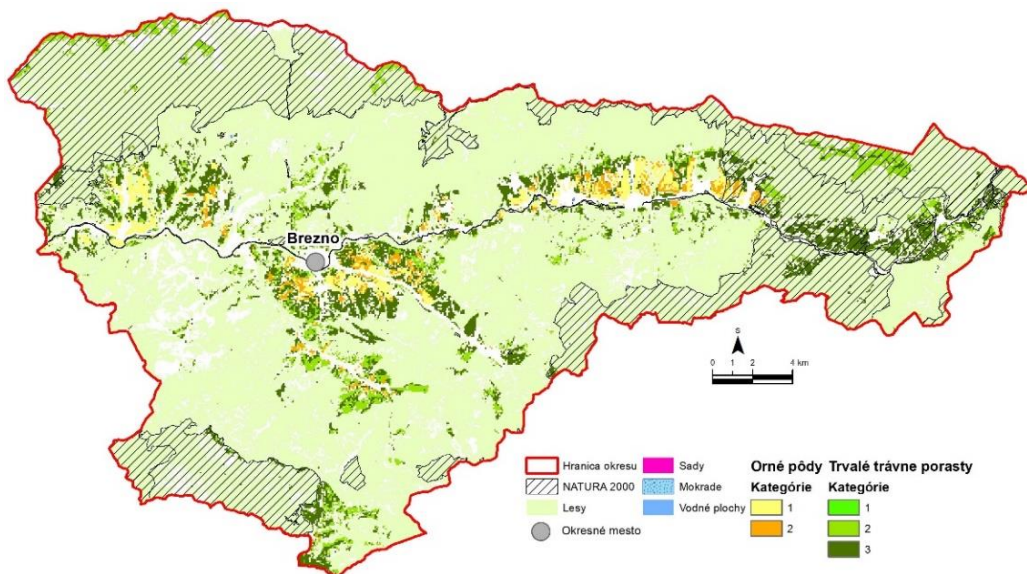 Brezno
S
0 1 2 4 km
Hranica okresu
NATURA 2000
Lesy
Okresné mesto
Sady
Mokrade
Vodné plochy
Orné pôdy
Kategórie
1
2
Trvalé trávne porasty
Kategórie
1
2
3